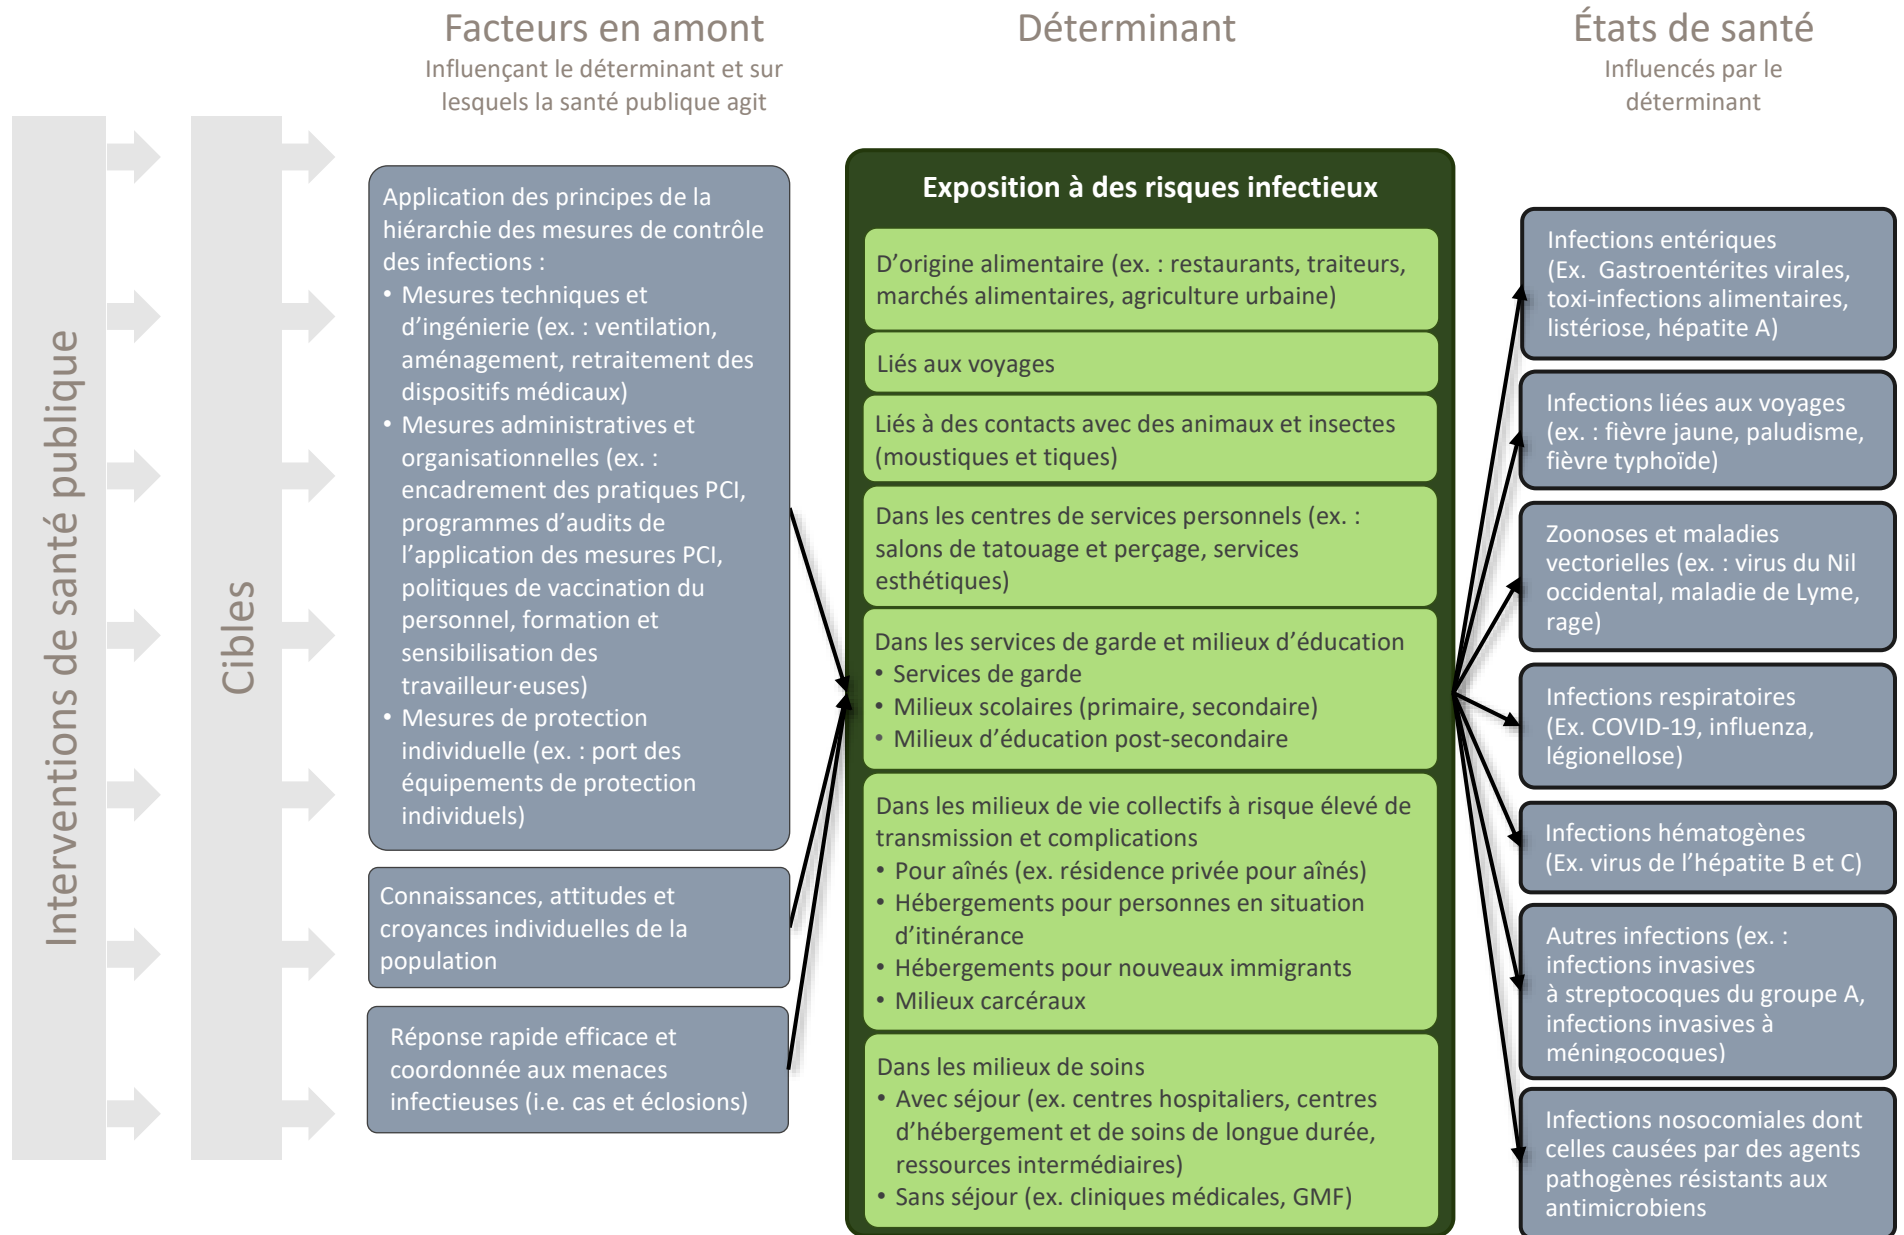 Facteurs en amont
Influençant le déterminant et sur
lesquels la santé publique agit
Déterminant
États de santé
Influencés par le
déterminant
Interventions de santé publique
Cibles
Application des principes de la
hiérarchie des mesures de contrôle
des infections :
• Mesures techniques et
d’ingénierie (ex. : ventilation,
aménagement, retraitement des
dispositifs médicaux)
• Mesures administratives et
organisationnelles (ex. :
encadrement des pratiques PCI,
programmes d’audits de
l’application des mesures PCI,
politiques de vaccination du
personnel, formation et
sensibilisation des
travailleur·euses)
• Mesures de protection
individuelle (ex. : port des
équipements de protection
individuels)
Connaissances, attitudes et
croyances individuelles de la
population
Réponse rapide efficace et
coordonnée aux menaces
infectieuses (i.e. cas et éclosions)
Exposition à des risques infectieux
D’origine alimentaire (ex. : restaurants, traiteurs,
marchés alimentaires, agriculture urbaine)
Liés aux voyages
Liés à des contacts avec des animaux et insectes
(moustiques et tiques)
Dans les centres de services personnels (ex. :
salons de tatouage et perçage, services
esthétiques)
Dans les services de garde et milieux d’éducation
• Services de garde
• Milieux scolaires (primaire, secondaire)
• Milieux d’éducation post-secondaire
Dans les milieux de vie collectifs à risque élevé de
transmission et complications
• Pour aînés (ex. résidence privée pour aînés)
• Hébergements pour personnes en situation
d’itinérance
• Hébergements pour nouveaux immigrants
• Milieux carcéraux
Dans les milieux de soins
• Avec séjour (ex. centres hospitaliers, centres
d’hébergement et de soins de longue durée,
ressources intermédiaires)
• Sans séjour (ex. cliniques médicales, GMF)
Infections entériques
(Ex. Gastroentérites virales,
toxi-infections alimentaires,
listériose, hépatite A)
Infections liées aux voyages
(ex. : fièvre jaune, paludisme,
fièvre typhoïde)
Zoonoses et maladies
vectorielles (ex. : virus du Nil
occidental, maladie de Lyme,
rage)
Infections respiratoires
(Ex. COVID-19, influenza,
légionellose)
Infections hématogènes
(Ex. virus de l’hépatite B et C)
Autres infections (ex. :
infections invasives
à streptocoques du groupe A,
infections invasives à
méningocoques)
Infections nosocomiales dont
celles causées par des agents
pathogènes résistants aux
antimicrobiens